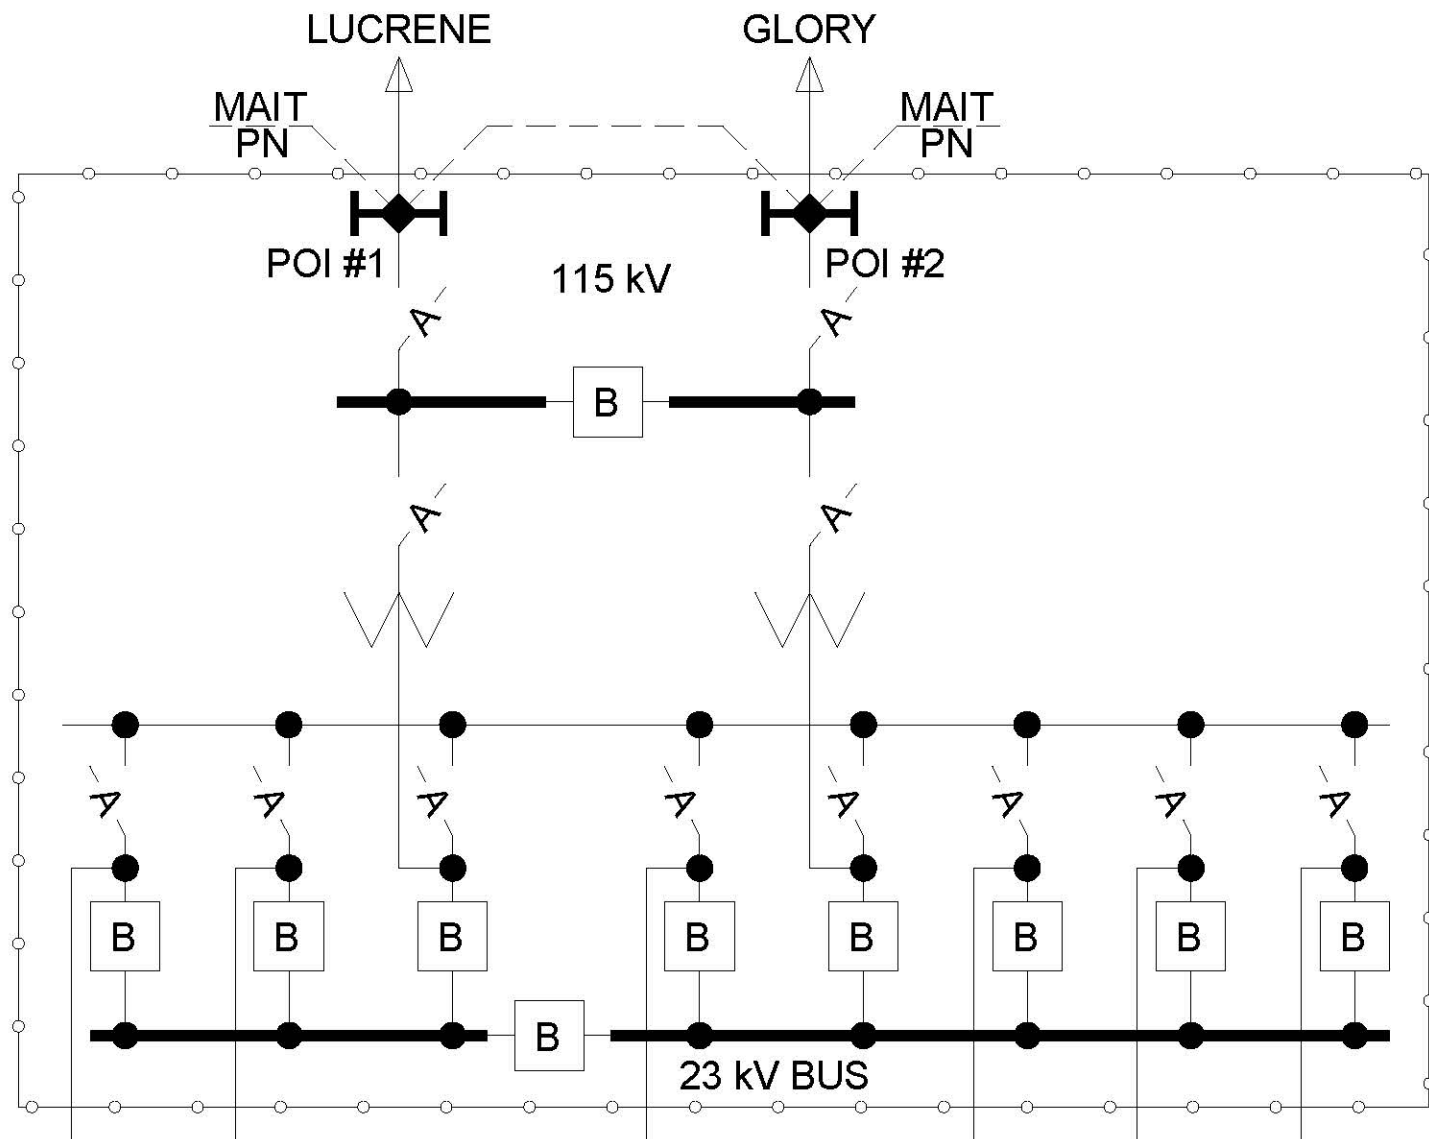 LUCRENE GLORY
MAIT MAIT
PN PN
POI #1 115 kV POI #2
A A
B
A A
A A A A A A A A
B B B B B B B B
B
23 kV BUS